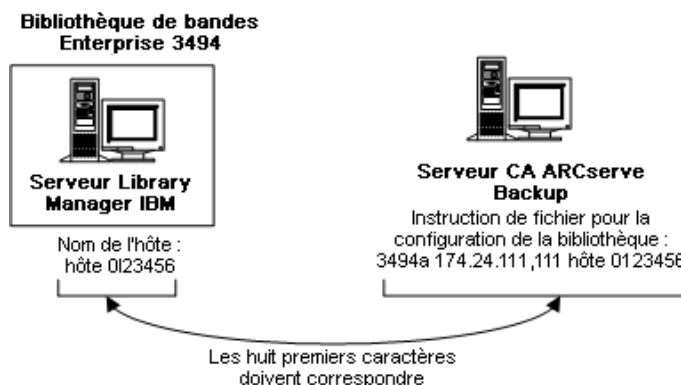 Bibliothèque de bandes
Enterprise 3494
Serveur Library
Manager IBM
Nom de l'hôte :
hôte 0I23456
Serveur CA ARCserve
Backup
Instruction de fichier pour la
configuration de la bibliothèque :
3494a 174.24.111,111 hôte 0123456
Les huit premiers caractères
doivent correspondre